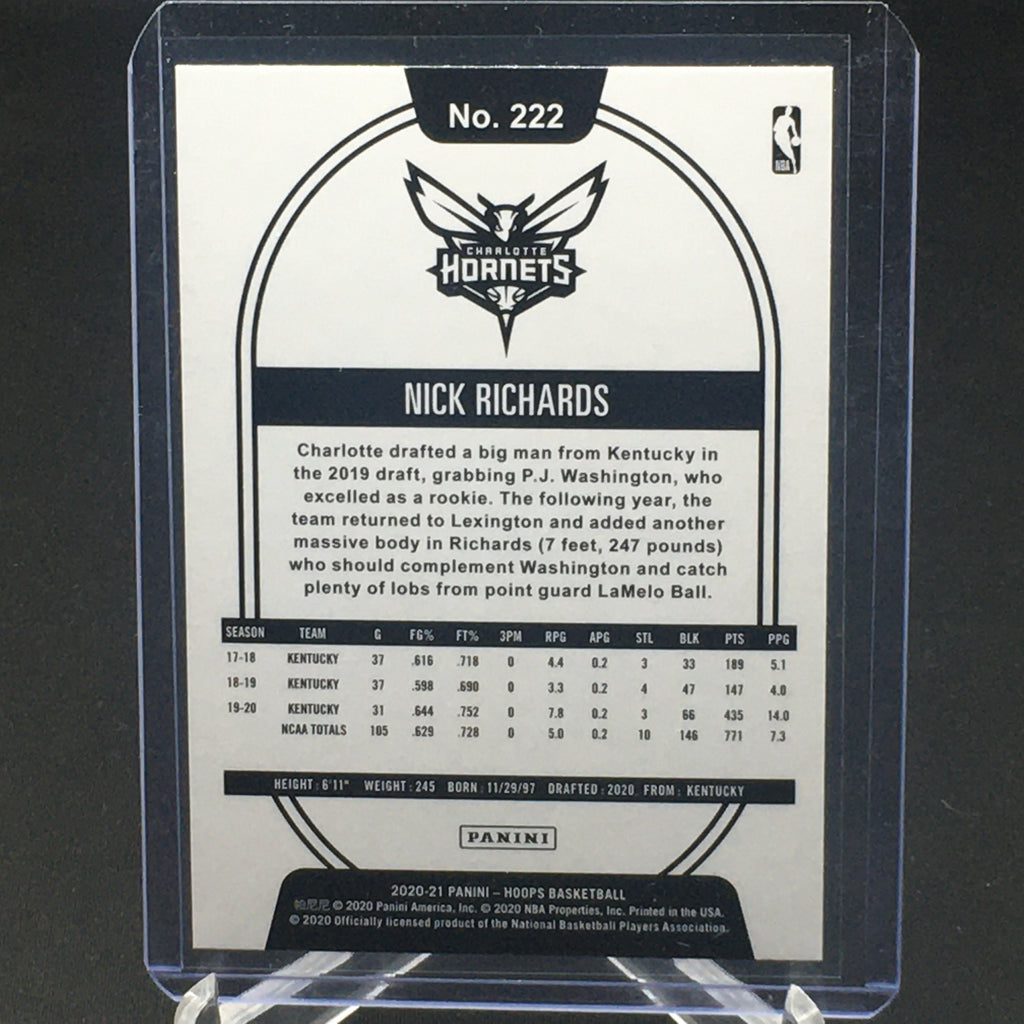 No. 222
NBA
CHARLOTTE
HORNETS
NICK RICHARDS
Charlotte drafted a big man from Kentucky in
the 2019 draft, grabbing P.J. Washington, who
excelled as a rookie. The following year, the
team returned to Lexington and added another
massive body in Richards (7 feet, 247 pounds)
who should complement Washington and catch
plenty of lobs from point guard LaMelo Ball.
SEASON TEAM G FG% FT% 3PM RPG APG STL BLK PTS PPG
17-18 KENTUCKY 37 .616 .718 0 4.4 0.2 3 33 189 5.1
18-19 KENTUCKY 37 .598 .690 0 3.3 0.2 4 47 147 4.0
19-20 KENTUCKY 31 .644 .752 0 7.8 0.2 3 66 435 14.0
NCAA TOTALS 105 .629 .728 0 5.0 0.2 10 146 771 7.3
HEIGHT: 6'11" WEIGHT: 245 BORN: 11/29/97 DRAFTED: 2020 FROM: KENTUCKY
PANINI
2020-21 PANINI – HOOPS BASKETBALL
帕尼尼 © 2020 Panini America, Inc. © 2020 NBA Properties, Inc. Printed in the USA.
© 2020 Officially licensed product of the National Basketball Players Association.